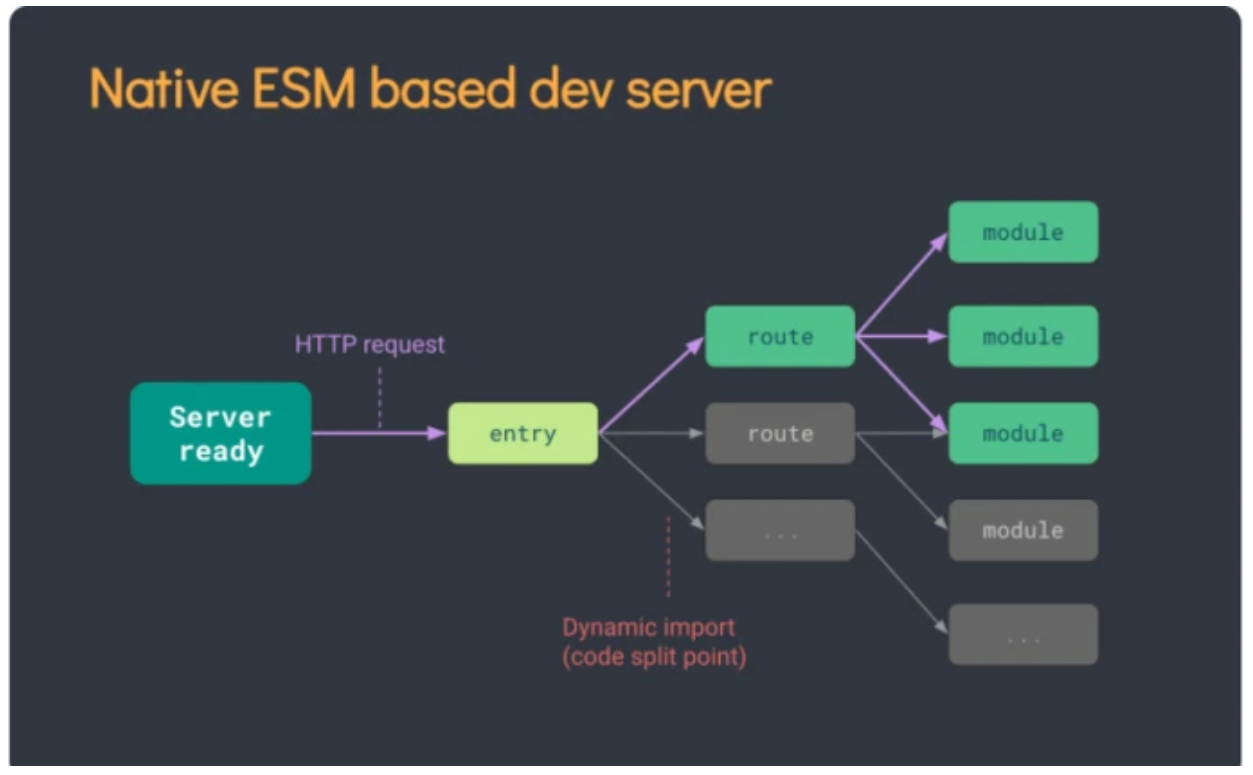 Native ESM based dev server
module
HTTP request
route
module
Server
ready
entry
route
module
...
module
Dynamic import
(code split point)
...